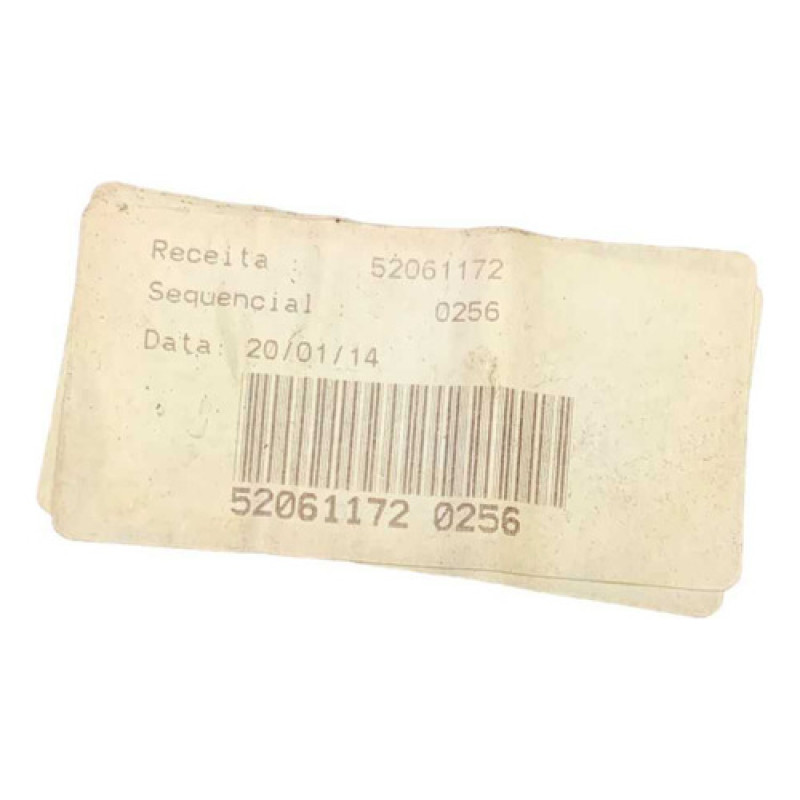 Receita : 52061172
Sequencial : 0256
Data: 20/01/14
52061172 0256